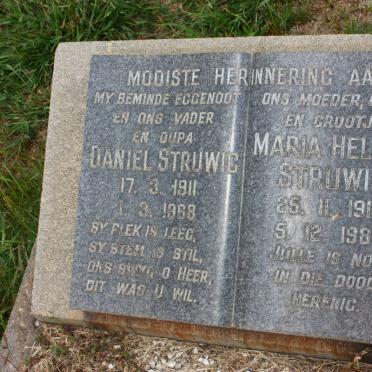 MOOISTE HERINNERING AA
MY BEMINDE EGGENOOT
EN ONS VADER
EN OUPA
DANIEL STRUWIG
17. 3. 1911
1. 3. 1968
SY PLEK IS LEEG,
SY STEM IS STIL,
ONS SUG O HEER,
DIT WAS U WIL.
ONS MOEDER,
EN GROOTJ
MARIA HEL
STRUWI
25. 11. 191
5. 12. 198
JULLE IS NO
IN DIE DOOD
HERENIG.